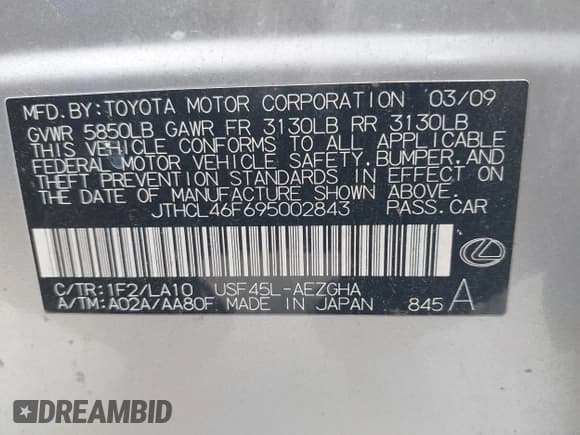 MFD.BY:TOYOTA MOTOR CORPORATION 03/09
GVWR 5850LB GAWR FR 3130LB RR 3130LB
THIS VEHICLE CONFORMS TO ALL APPLICABLE
FEDERAL MOTOR VEHICLE SAFETY,BUMPER,AND
THEFT PREVENTION STANDARDS IN EFFECT ON
THE DATE OF MANUFACTURE SHOWN ABOVE.
JTHCL46F695002843 PASS.CAR
C/TR:1F2/LA10 USF45L-AEZGHA
A/TM:A02A/AA80F MADE IN JAPAN 845 A
DREAMBID